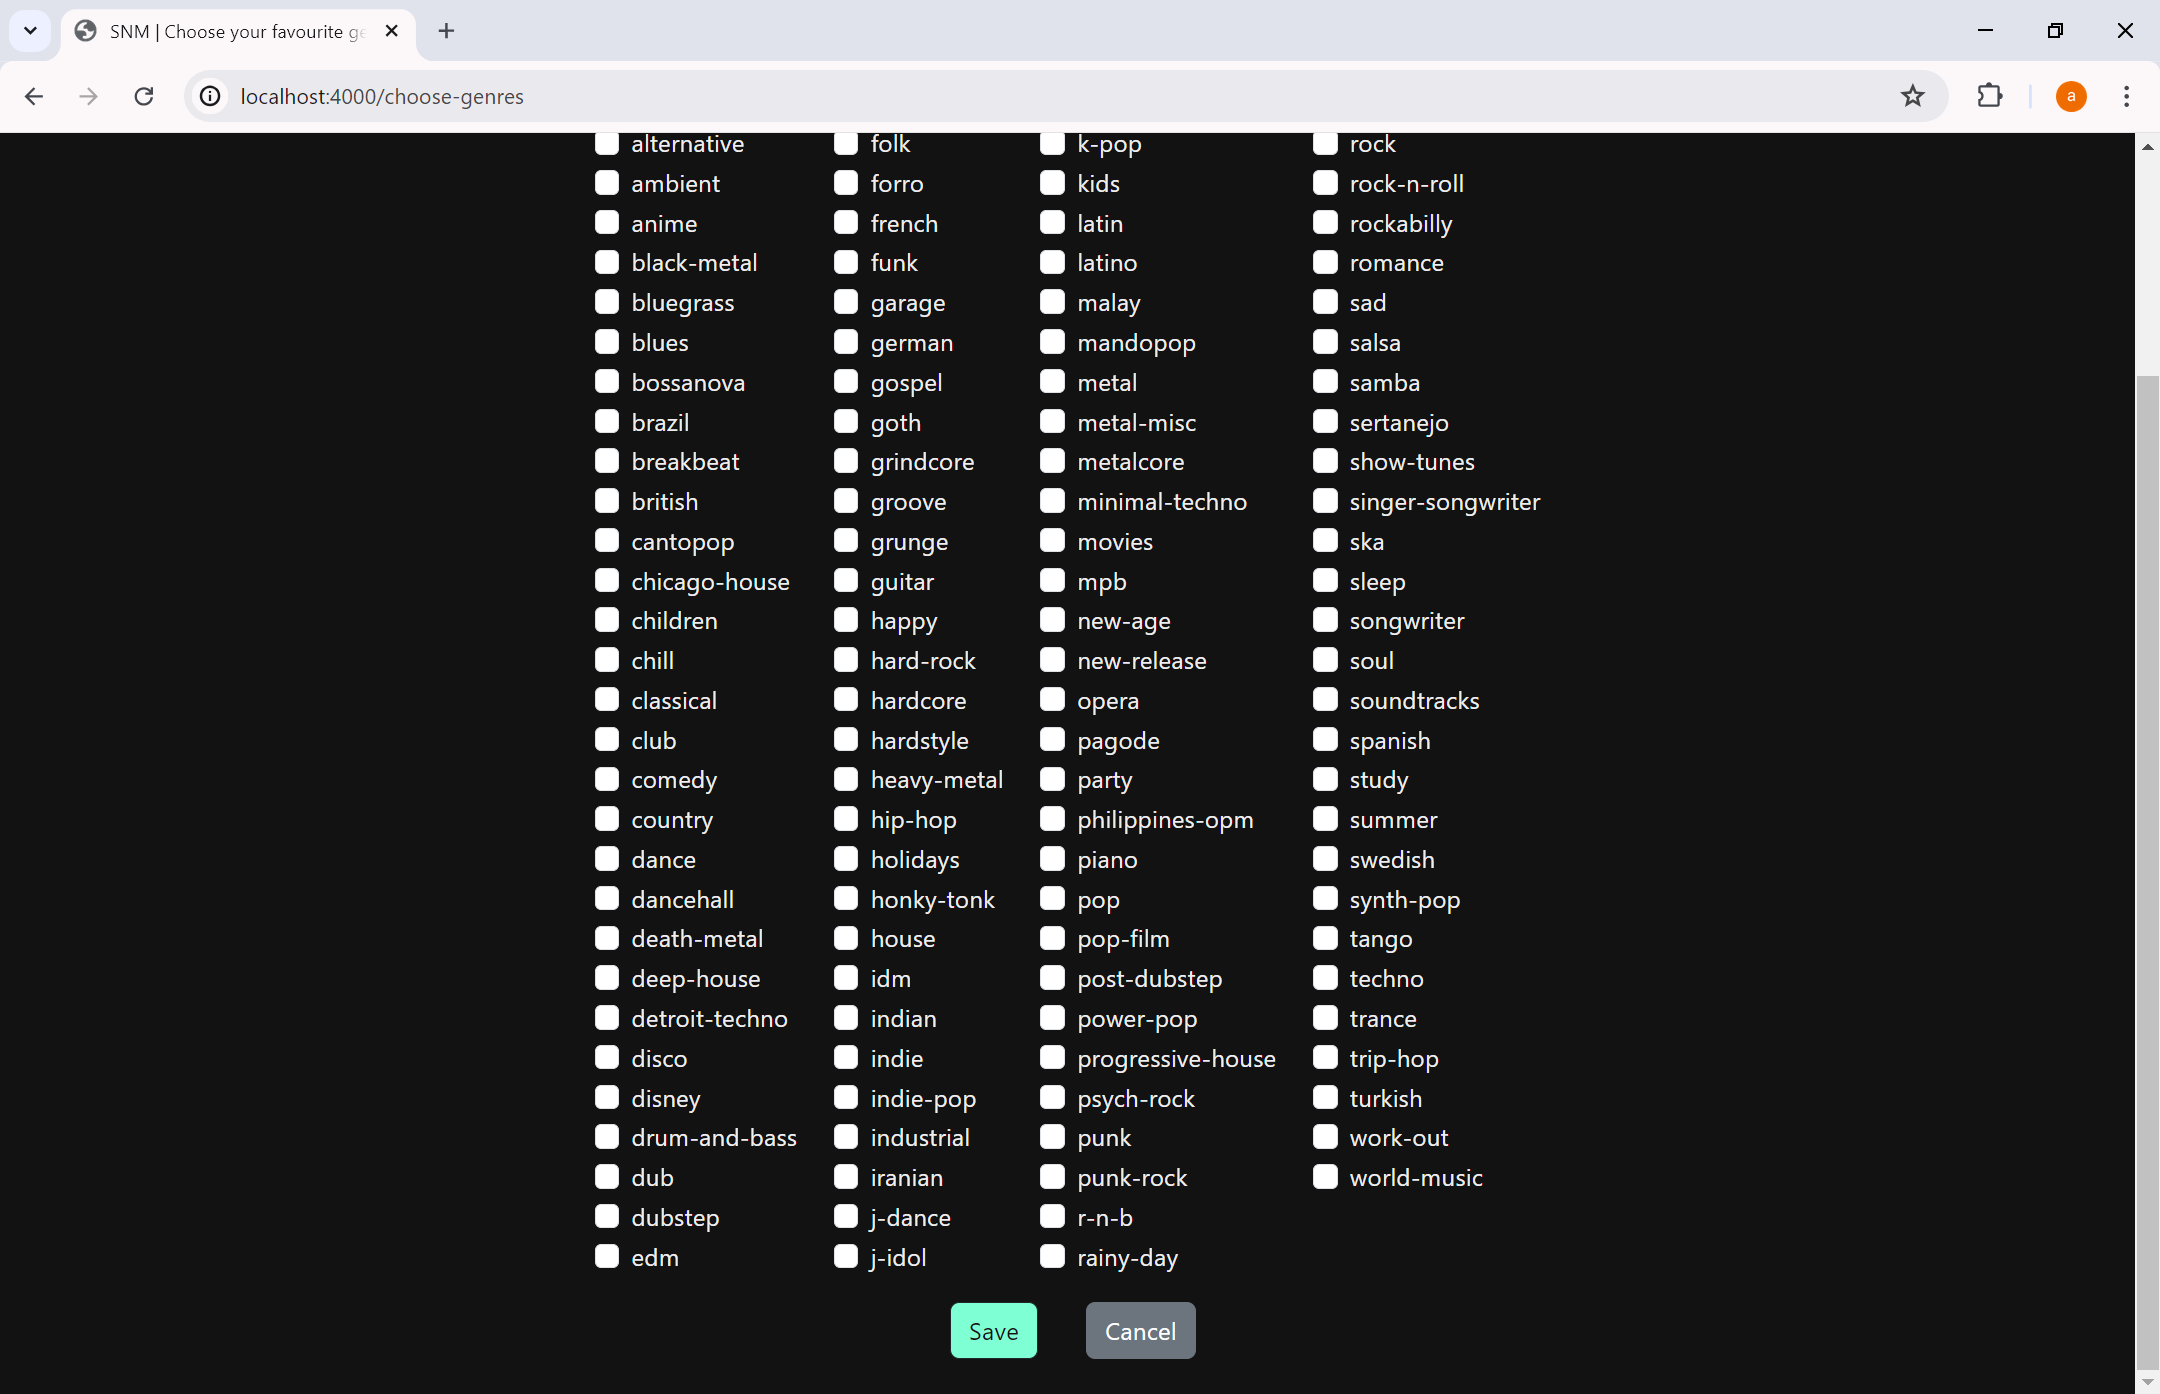 SNM | Choose your favourite ge
localhost:4000/choose-genres
a
alternative folk k-pop rock
ambient forro kids rock-n-roll
anime french latin rockabilly
black-metal funk latino romance
bluegrass garage malay sad
blues german mandopop salsa
bossanova gospel metal samba
brazil goth metal-misc sertanejo
breakbeat grindcore metalcore show-tunes
british groove minimal-techno singer-songwriter
cantopop grunge movies ska
chicago-house guitar mpb sleep
children happy new-age songwriter
chill hard-rock new-release soul
classical hardcore opera soundtracks
club hardstyle pagode spanish
comedy heavy-metal party study
country hip-hop philippines-opm summer
dance holidays piano swedish
dancehall honky-tonk pop synth-pop
death-metal house pop-film tango
deep-house idm post-dubstep techno
detroit-techno indian power-pop trance
disco indie progressive-house trip-hop
disney indie-pop psych-rock turkish
drum-and-bass industrial punk work-out
dub iranian punk-rock world-music
dubstep j-dance r-n-b
edm j-idol rainy-day
Save Cancel